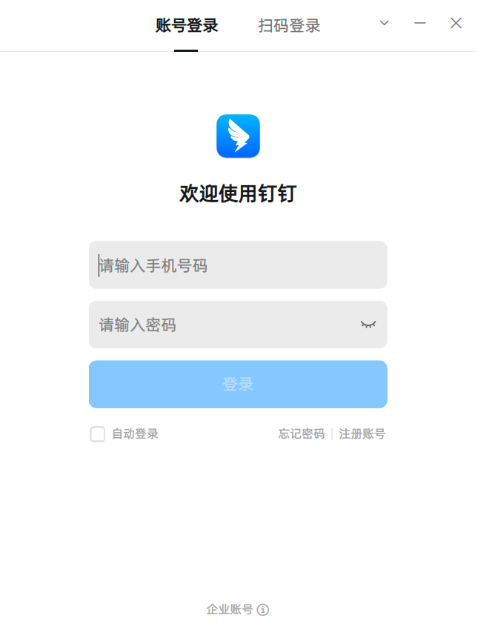 账号登录 扫码登录
欢迎使用钉钉
请输入手机号码
请输入密码
登录
自动登录 忘记密码 | 注册账号
企业账号